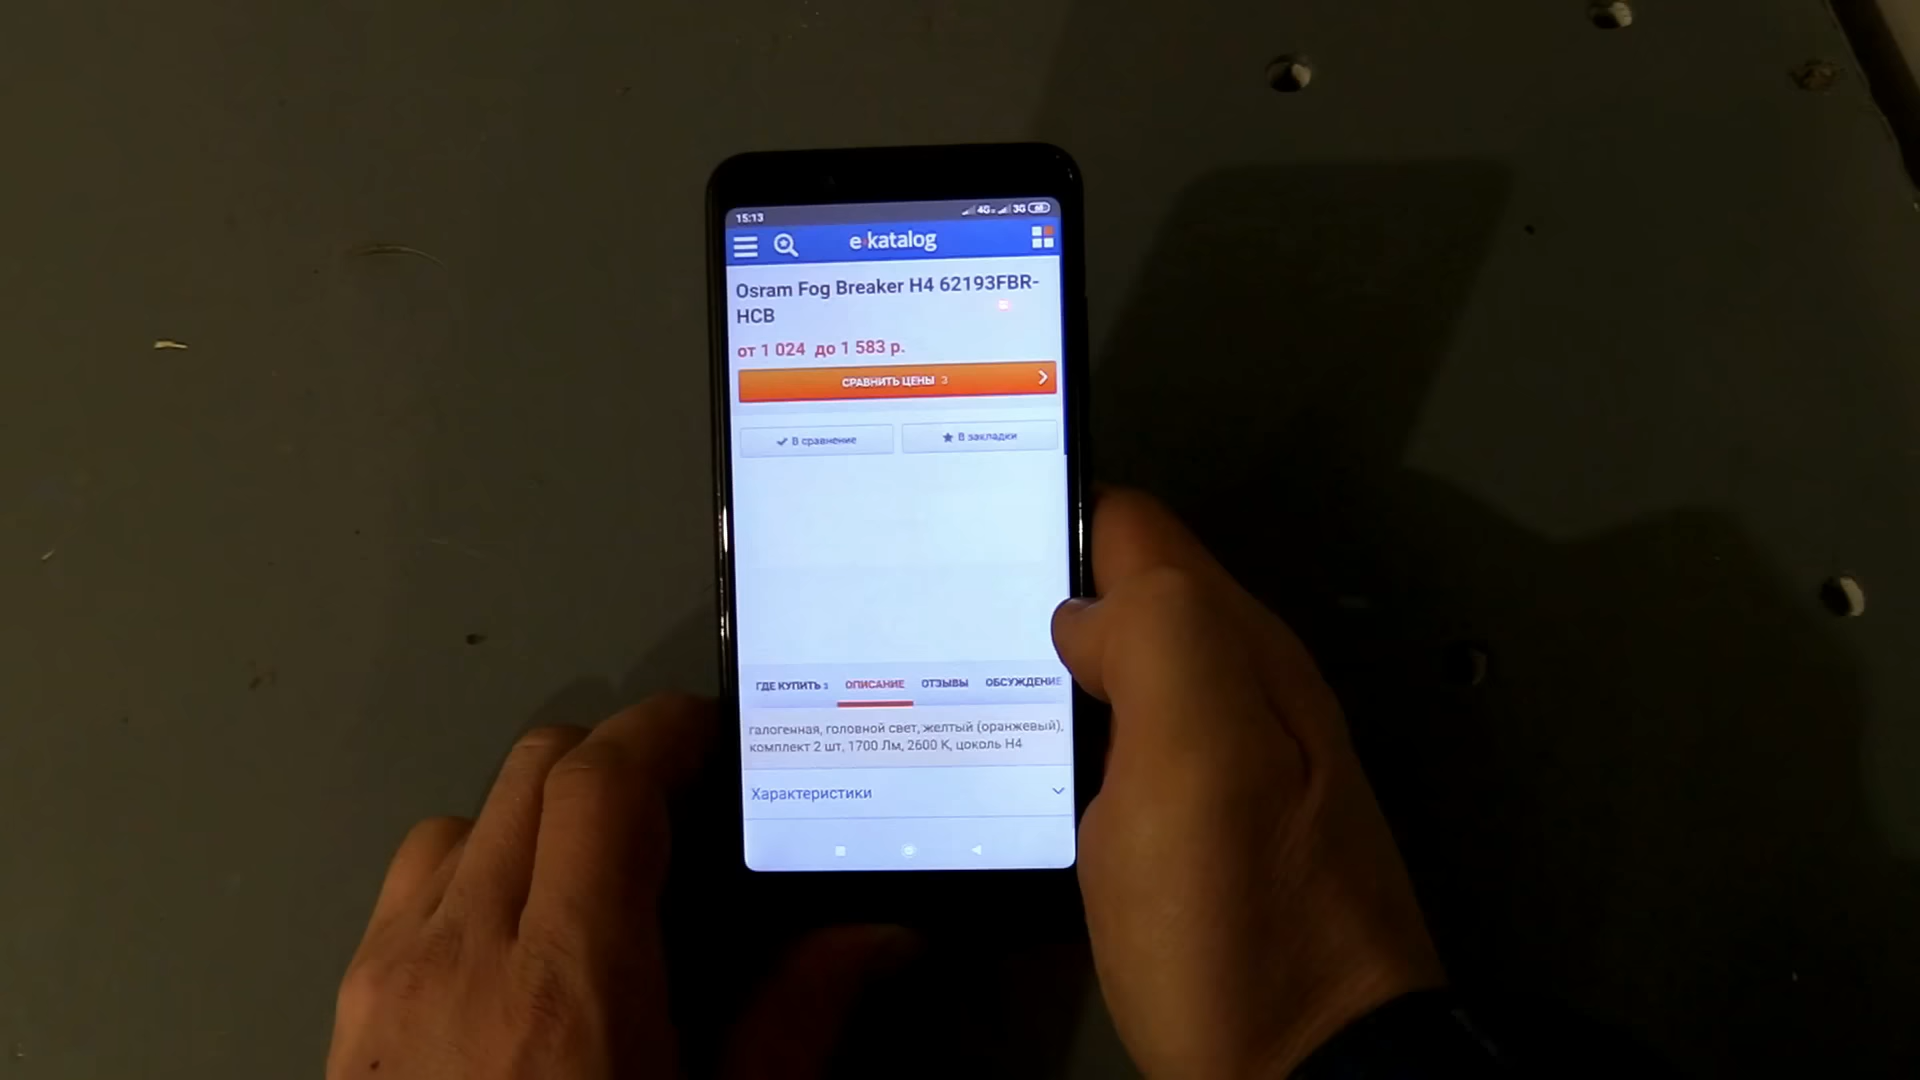 15:13 4G 3G
e·katalog
Osram Fog Breaker H4 62193FBR-
HCB
от 1 024 до 1 583 р.
СРАВНИТЬ ЦЕНЫ 3
В сравнение В закладки
ГДЕ КУПИТЬ 3 ОПИСАНИЕ ОТЗЫВЫ ОБСУЖДЕНИЕ
галогенная, головной свет, желтый (оранжевый),
комплект 2 шт, 1700 Лм, 2600 К, цоколь H4
Характеристики